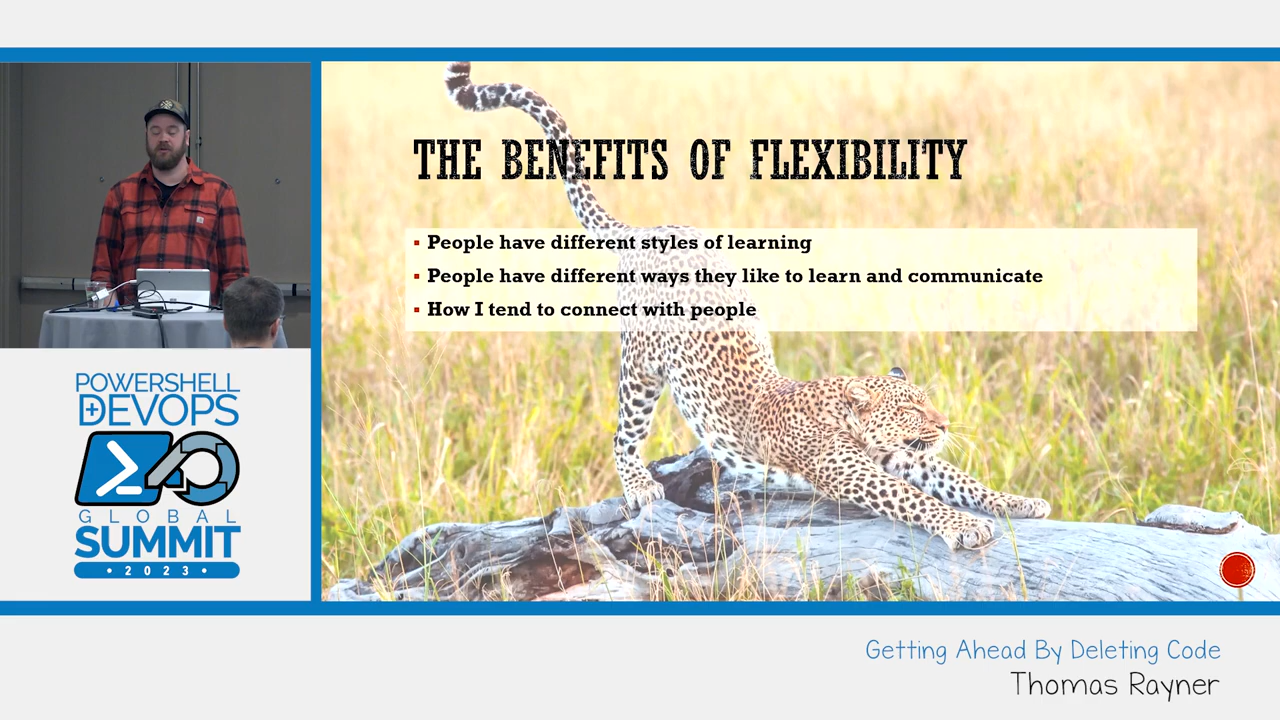 THE BENEFITS OF FLEXIBILITY
▪ People have different styles of learning
▪ People have different ways they like to learn and communicate
▪ How I tend to connect with people
POWERSHELL
+DEVOPS
GLOBAL
SUMMIT
• 2023 •
Getting Ahead By Deleting Code
Thomas Rayner